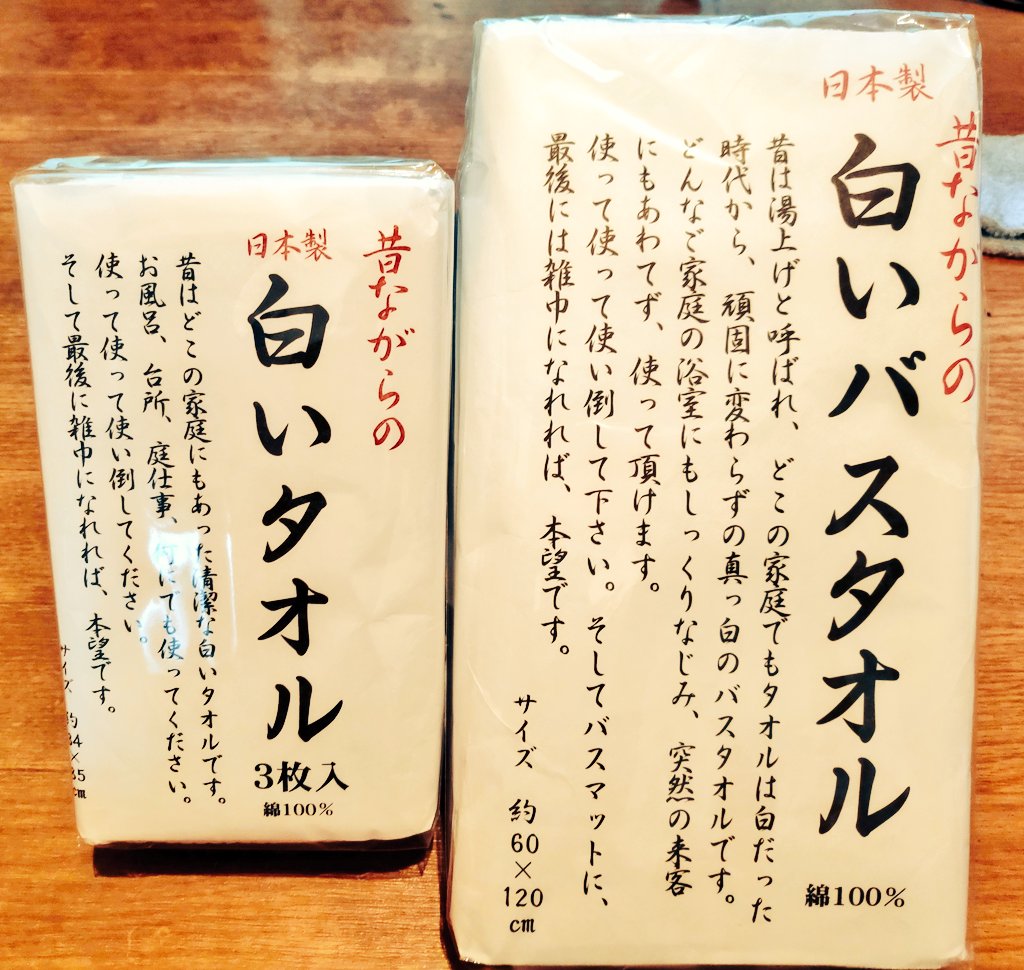 昔ながらの
日本製
白いタオル
3枚入
綿100%
昔はどこの家庭にもあった清潔な白いタオルです。
お風呂、台所、庭仕事、何にでも使ってください。
使って使って使い倒してください。
そして最後に雑巾になれれば、本望です。
サイズ 約34×85cm
昔ながらの
日本製
白いバスタオル
綿100%
昔は湯上げと呼ばれ、どこの家庭でもタオルは白だった
時代から、頑固に変わらずの真っ白のバスタオルです。
どんなご家庭の浴室にもしっくりなじみ、突然の来客
にもあわてず、使って頂けます。
使って使って使い倒して下さい。そしてバスマットに、
最後には雑巾になれれば、本望です。
サイズ 約60×120cm